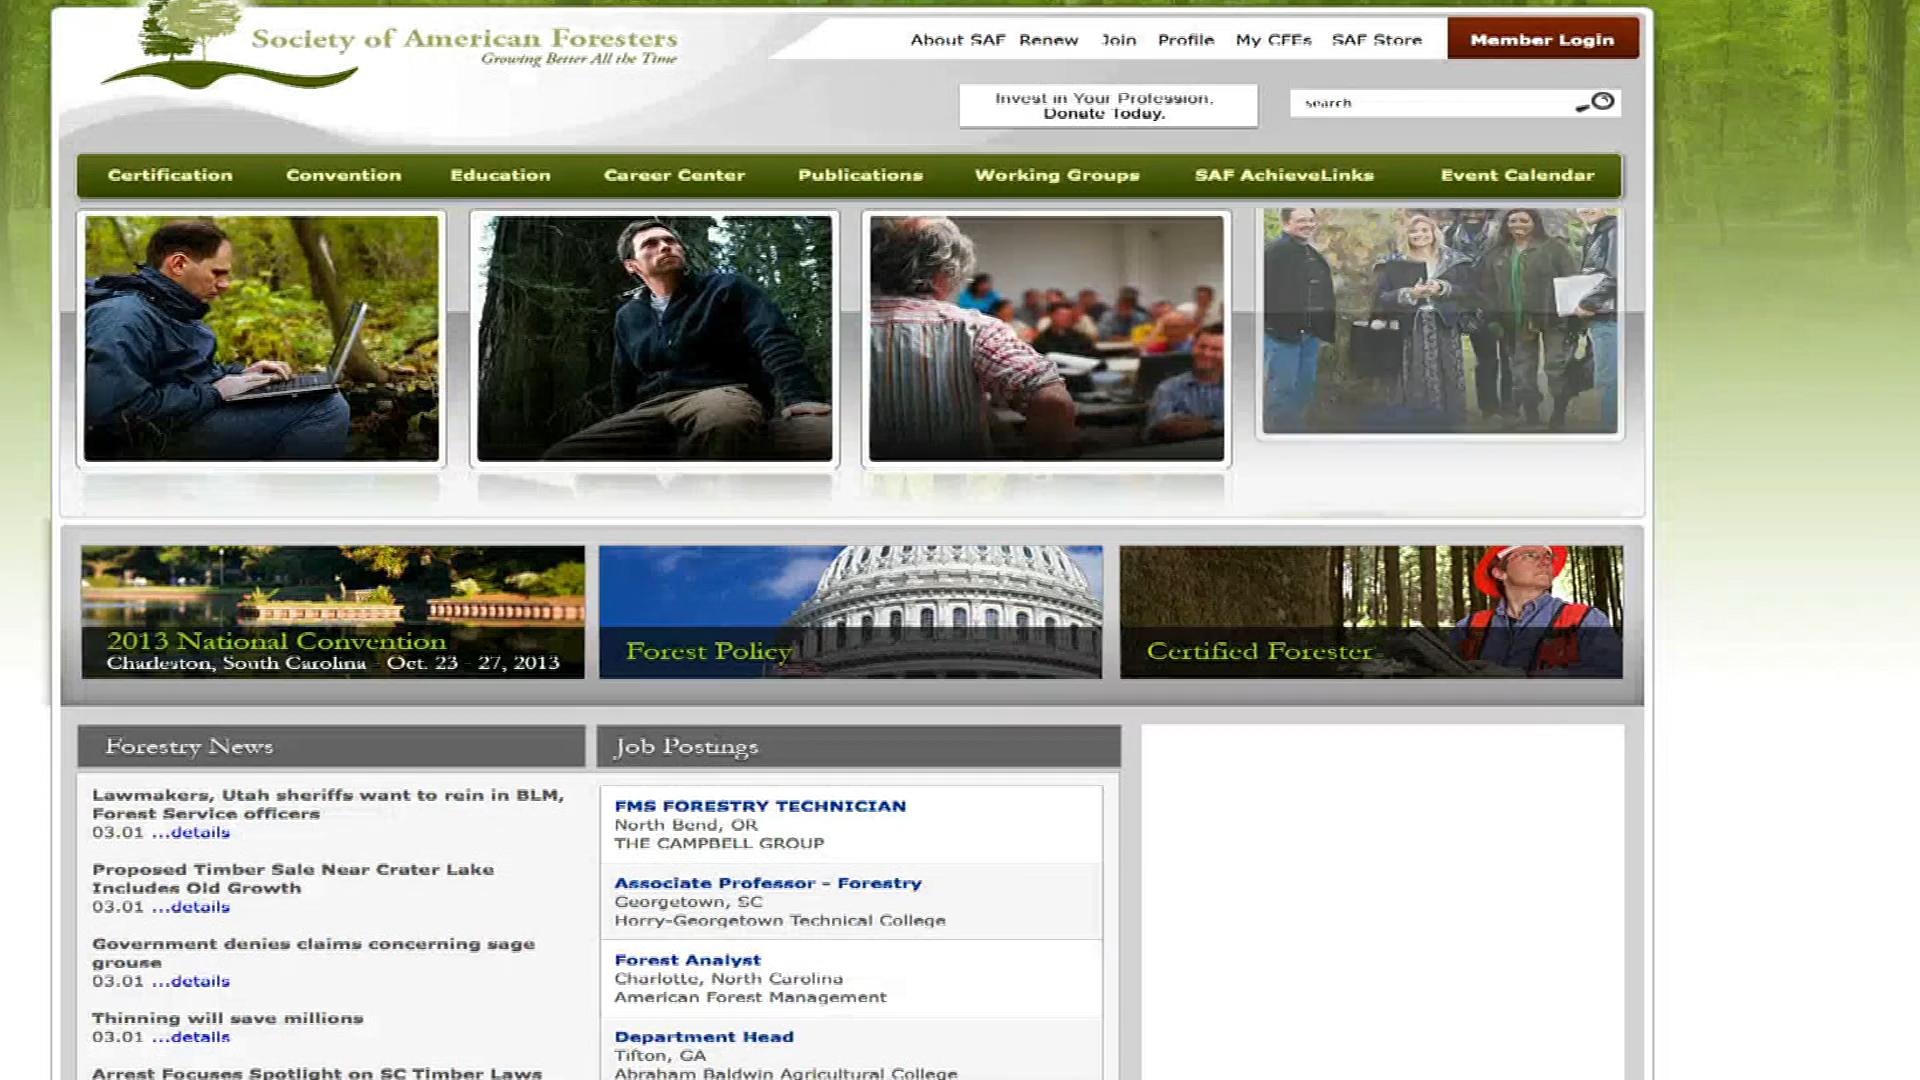 Society of American Foresters
Growing Better All the Time
About SAF Renew Join Profile My CFEs SAF Store Member Login
Invest in Your Profession.
Donate Today.
search
Certification Convention Education Career Center Publications Working Groups SAF AchieveLinks Event Calendar
2013 National Convention
Charleston, South Carolina - Oct. 23 - 27, 2013
Forest Policy
Certified Forester
Forestry News
Lawmakers, Utah sheriffs want to rein in BLM,
Forest Service officers
03.01 ...details
Proposed Timber Sale Near Crater Lake
Includes Old Growth
03.01 ...details
Government denies claims concerning sage
grouse
03.01 ...details
Thinning will save millions
03.01 ...details
Arrest Focuses Spotlight on SC Timber Laws
Job Postings
FMS FORESTRY TECHNICIAN
North Bend, OR
THE CAMPBELL GROUP
Associate Professor - Forestry
Georgetown, SC
Horry-Georgetown Technical College
Forest Analyst
Charlotte, North Carolina
American Forest Management
Department Head
Tifton, GA
Abraham Baldwin Agricultural College